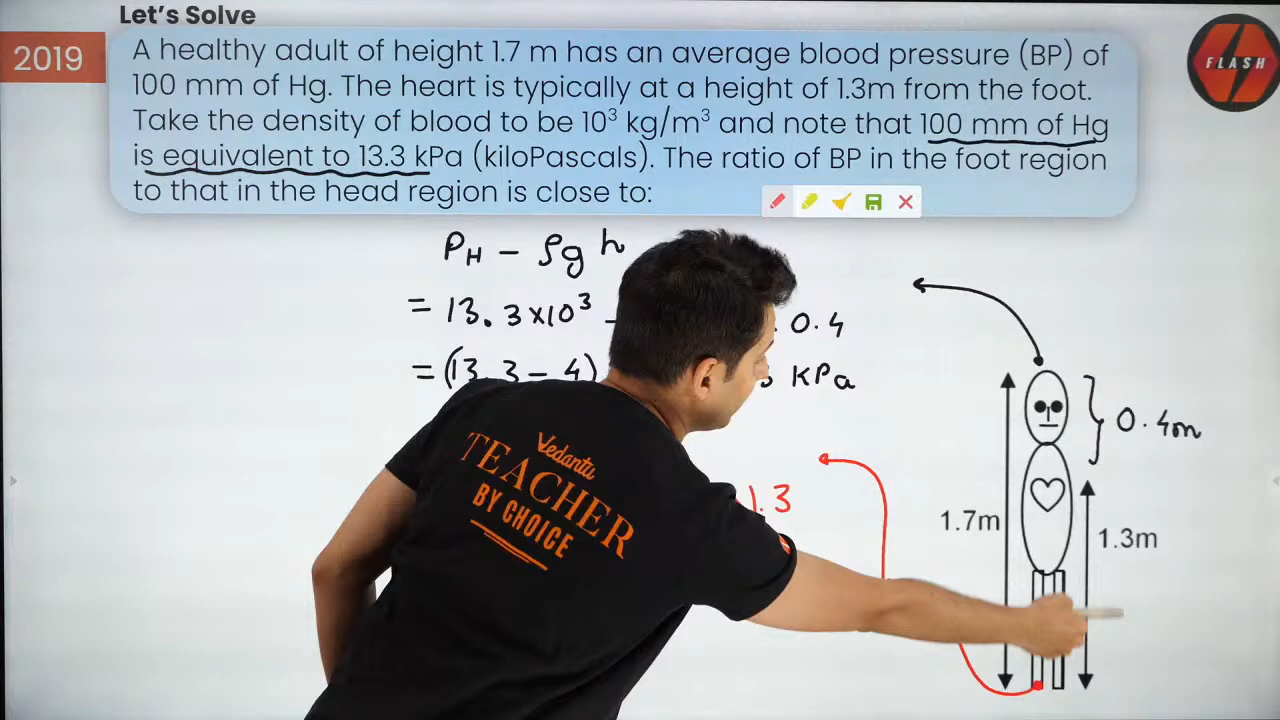 Let's Solve
2019
A healthy adult of height 1.7 m has an average blood pressure (BP) of
100 mm of Hg. The heart is typically at a height of 1.3m from the foot.
Take the density of blood to be 10³ kg/m³ and note that 100 mm of Hg
is equivalent to 13.3 kPa (kiloPascals). The ratio of BP in the foot region
to that in the head region is close to:
FLASH
P_H − ρgh
= 13.3×10³ − 0.4
= (13.3 − 4) kPa
1.3
Vedantu
TEACHER
BY CHOICE
0.4m
1.7m
1.3m